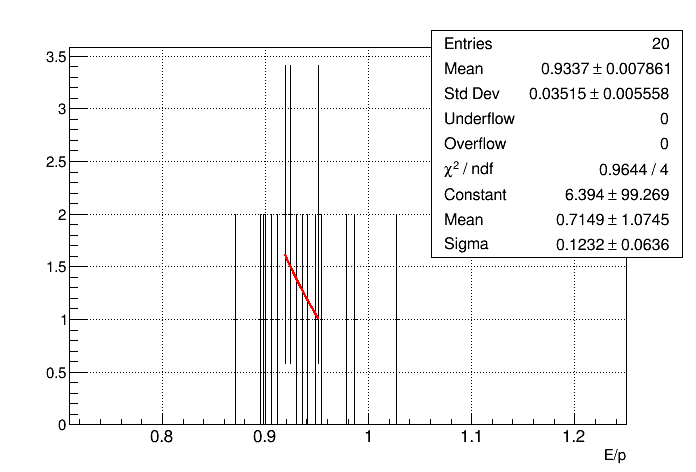 Entries 20
Mean 0.9337 ± 0.007861
Std Dev 0.03515 ± 0.005558
Underflow 0
Overflow 0
χ² / ndf 0.9644 / 4
Constant 6.394 ± 99.269
Mean 0.7149 ± 1.0745
Sigma 0.1232 ± 0.0636
3.5
3
2.5
2
1.5
1
0.5
0
0.8 0.9 1 1.1 1.2
E/p